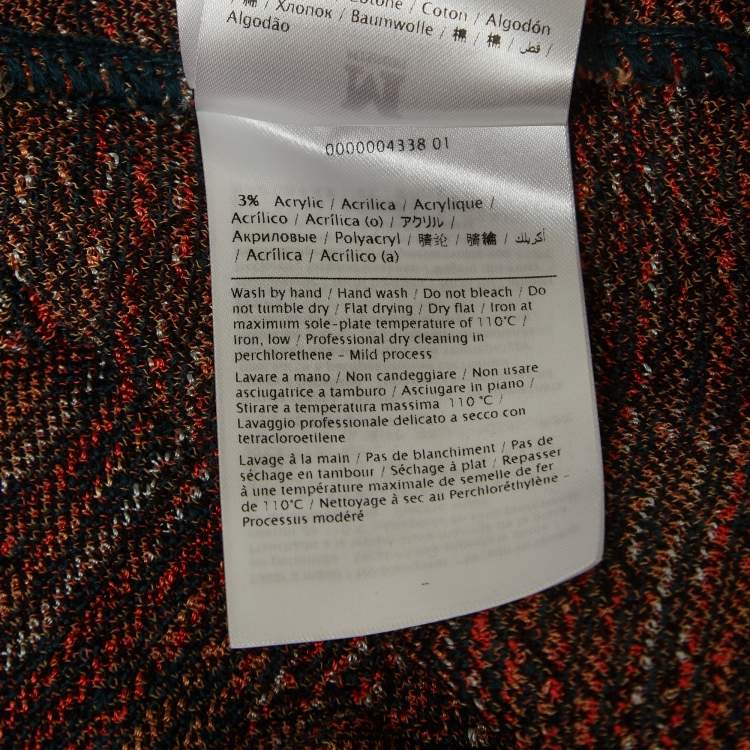 Cotone / Coton / Algodón
/ 棉 / Хлопок / Baumwolle / 棉 / 棉 / قطن /
Algodão
M
0000004338 01
3% Acrylic / Acrilica / Acrylique /
Acrílico / Acrílica (o) / アクリル /
Акриловые / Polyacryl / 腈纶 / 腈綸 / أكريليك
/ Acrílica / Acrílico (a)
Wash by hand / Hand wash / Do not bleach / Do
not tumble dry / Flat drying / Dry flat / Iron at
maximum sole-plate temperature of 110°C /
Iron, low / Professional dry cleaning in
perchlorethene - Mild process
Lavare a mano / Non candeggiare / Non usare
asciugatrice a tamburo / Asciugare in piano /
Stirare a temperatura massima 110 °C /
Lavaggio professionale delicato a secco con
tetracloroetilene
Lavage à la main / Pas de blanchiment / Pas de
séchage en tambour / Séchage à plat / Repasser
à une température maximale de semelle de fer
de 110°C / Nettoyage à sec au Perchloréthylène -
Processus modéré